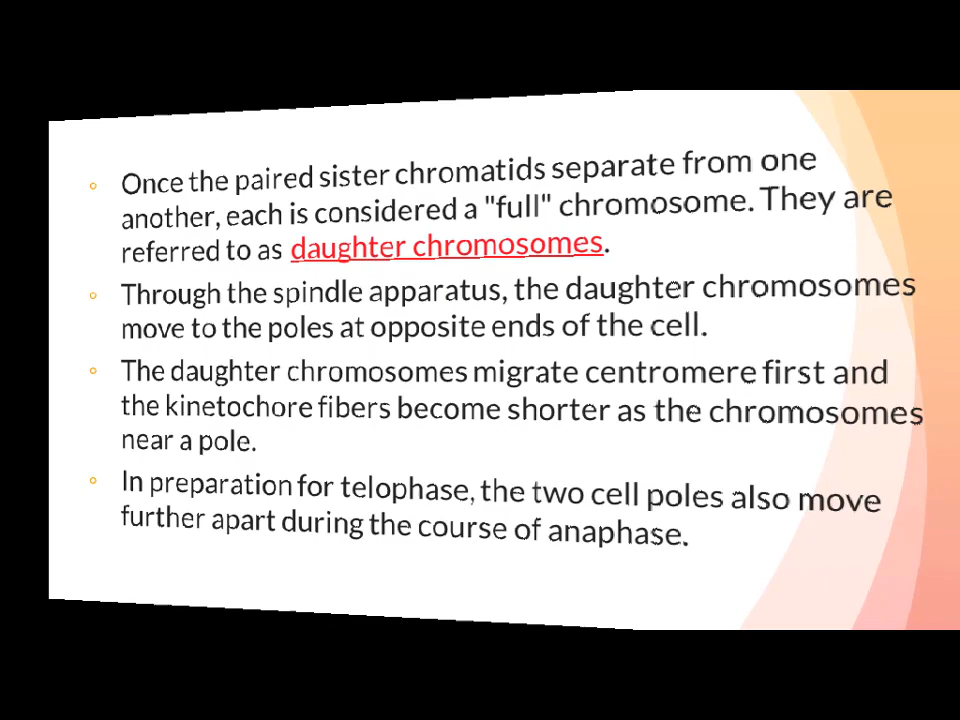 Once the paired sister chromatids separate from one
another, each is considered a "full" chromosome. They are
referred to as daughter chromosomes.
Through the spindle apparatus, the daughter chromosomes
move to the poles at opposite ends of the cell.
The daughter chromosomes migrate centromere first and
the kinetochore fibers become shorter as the chromosomes
near a pole.
In preparation for telophase, the two cell poles also move
further apart during the course of anaphase.